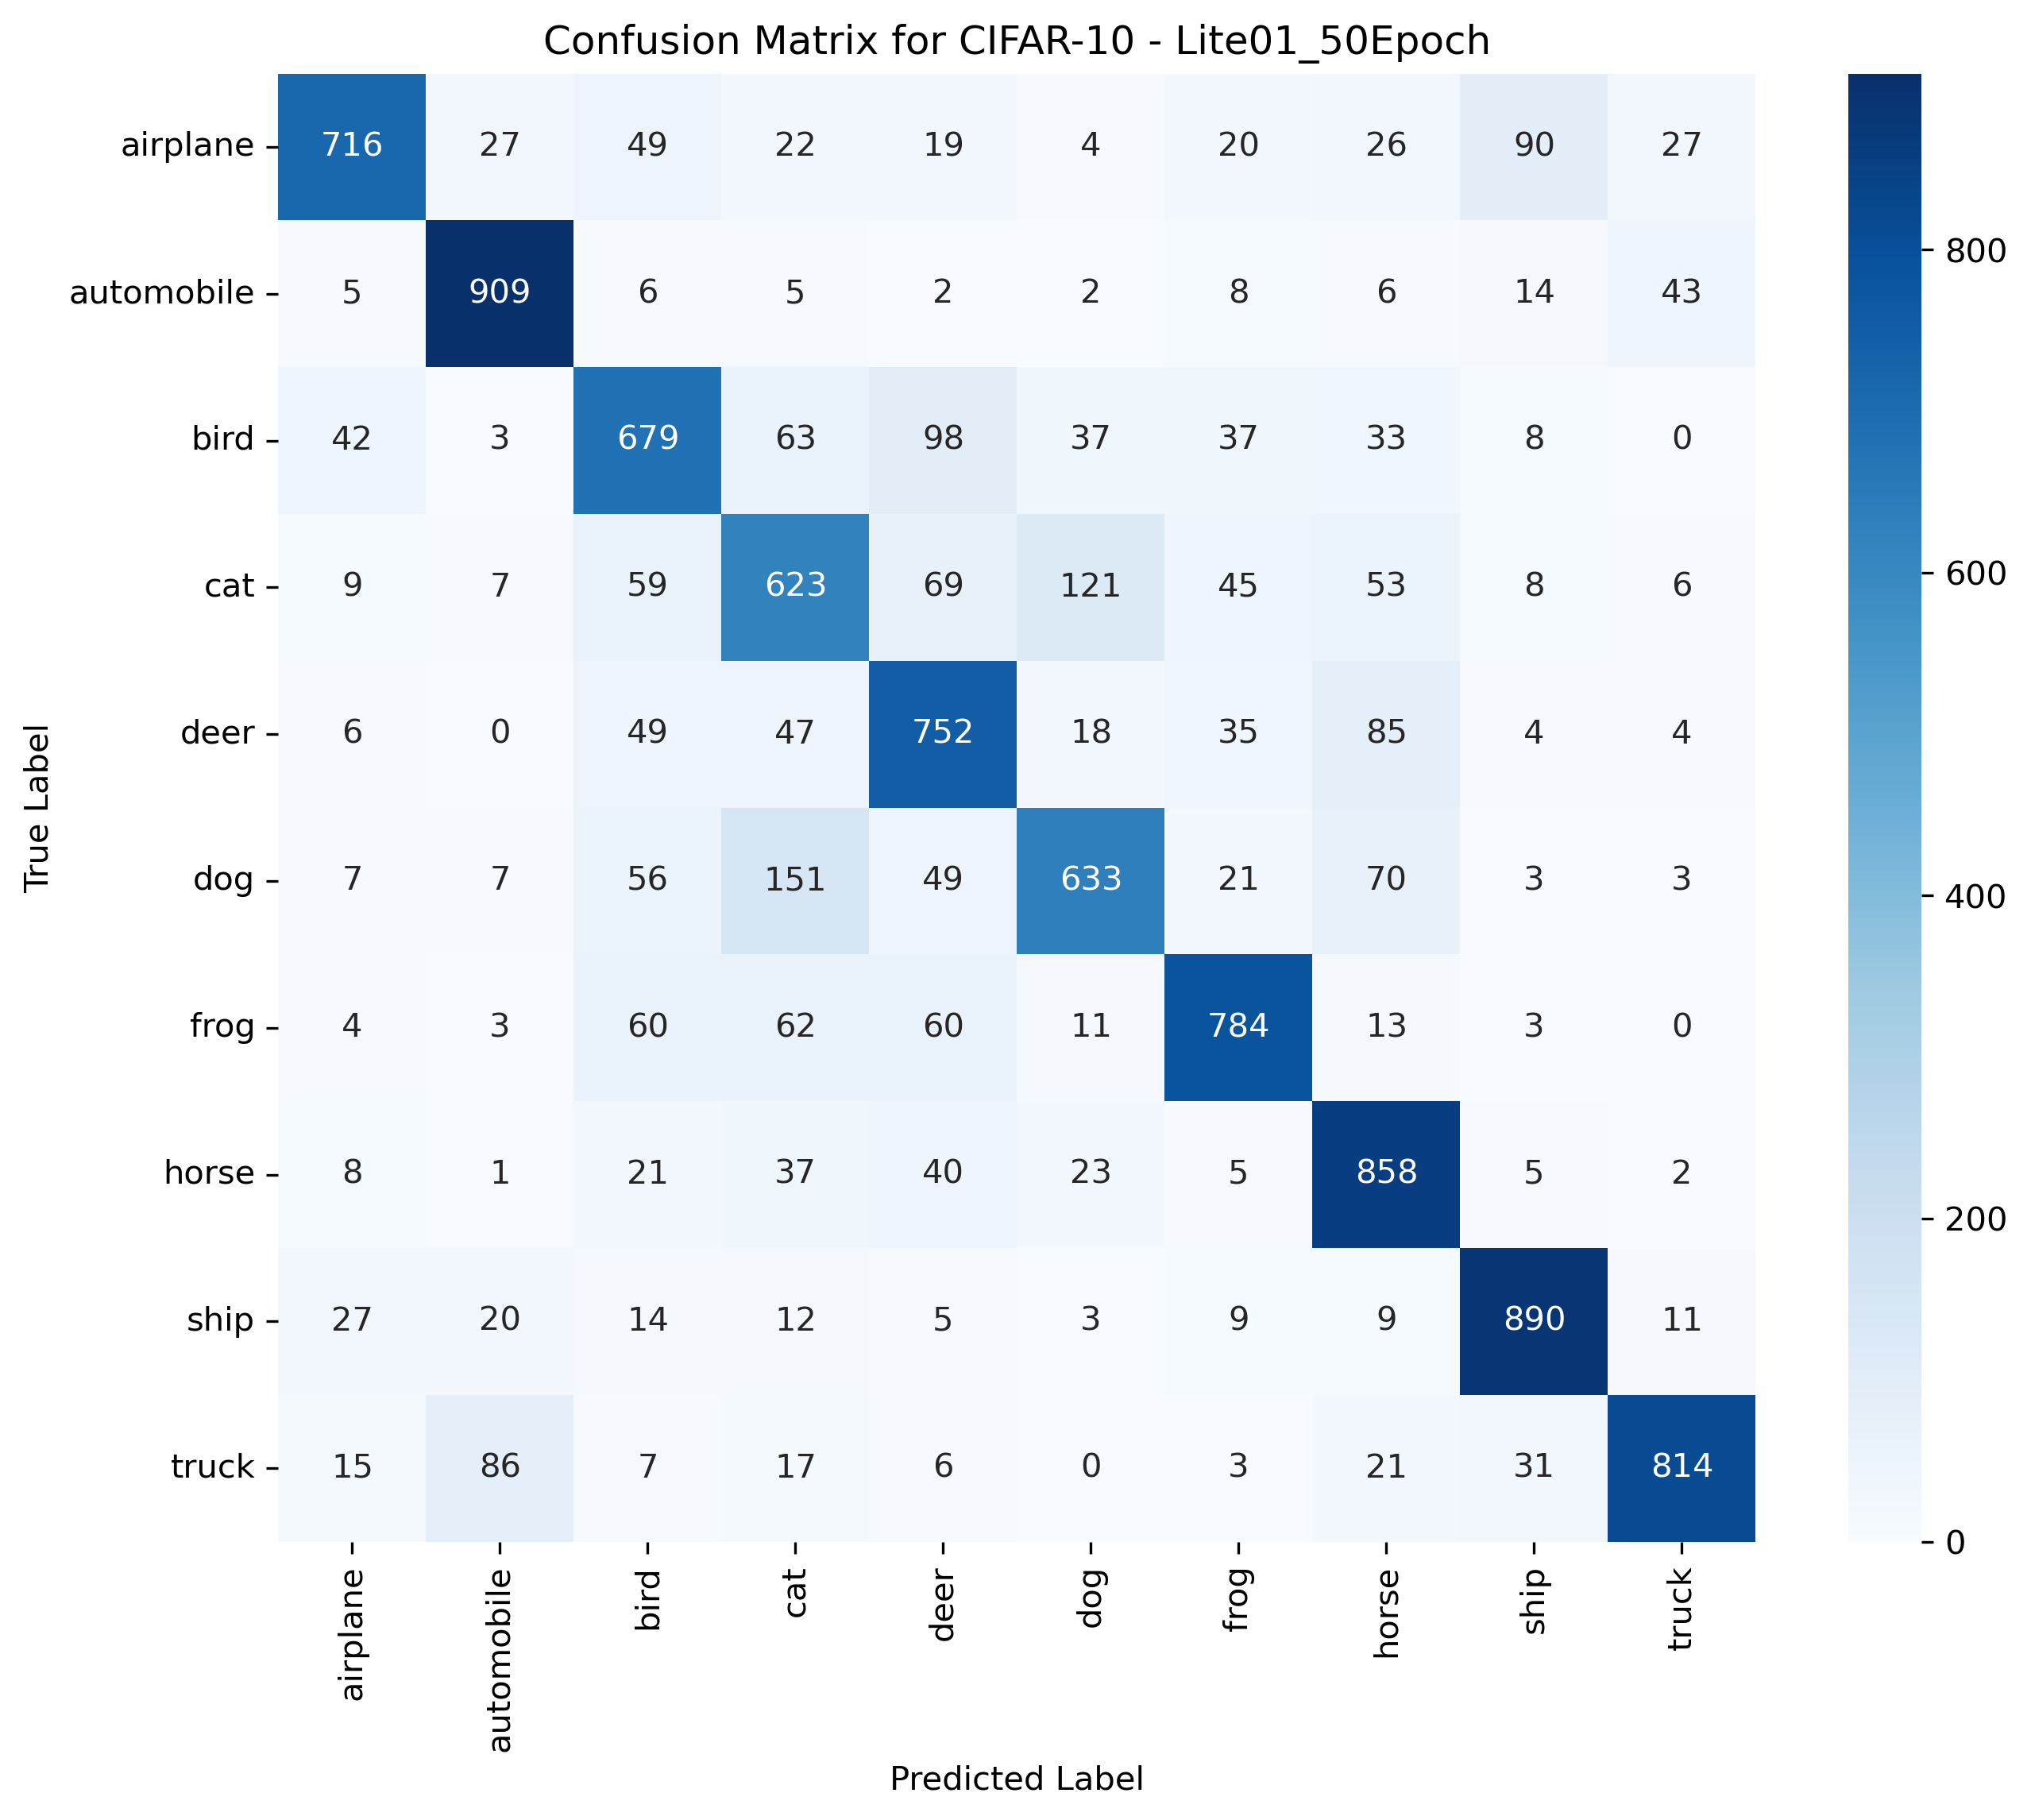 Confusion Matrix for CIFAR-10 - Lite01_50Epoch
airplane 716 27 49 22 19 4 20 26 90 27
automobile 5 909 6 5 2 2 8 6 14 43
bird 42 3 679 63 98 37 37 33 8 0
cat 9 7 59 623 69 121 45 53 8 6
deer 6 0 49 47 752 18 35 85 4 4
dog 7 7 56 151 49 633 21 70 3 3
frog 4 3 60 62 60 11 784 13 3 0
horse 8 1 21 37 40 23 5 858 5 2
ship 27 20 14 12 5 3 9 9 890 11
truck 15 86 7 17 6 0 3 21 31 814
airplane automobile bird cat deer dog frog horse ship truck
Predicted Label
True Label
800
600
400
200
0